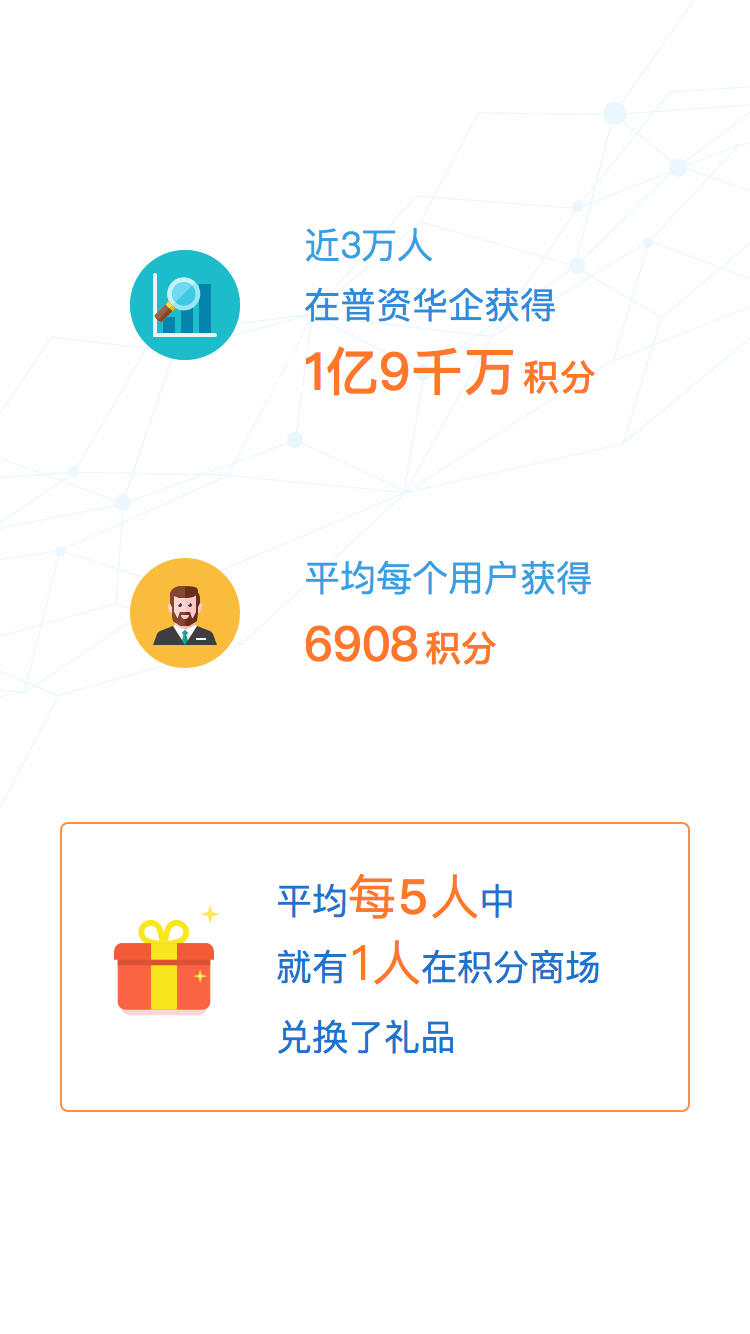 近3万人
在普资华企获得
1亿9千万 积分
平均每个用户获得
6908 积分
平均每5人中
就有1人在积分商场
兑换了礼品